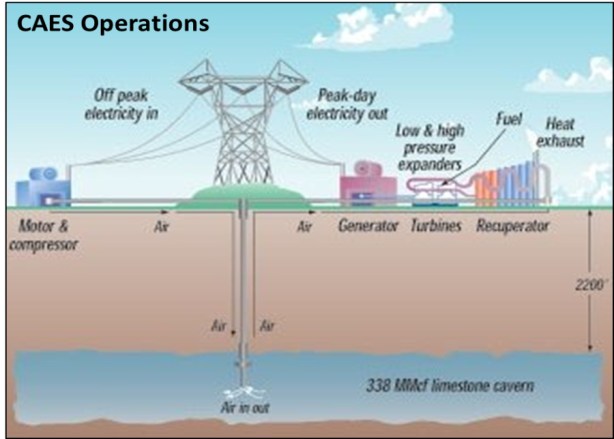 CAES Operations
Off peak
electricity in
Peak-day
electricity out
Low & high
pressure
expanders
Fuel
Heat
exhaust
Motor &
compressor
Air
Air
Generator
Turbines
Recuperator
2200'
Air
Air
338 MMcf limestone cavern
Air in out